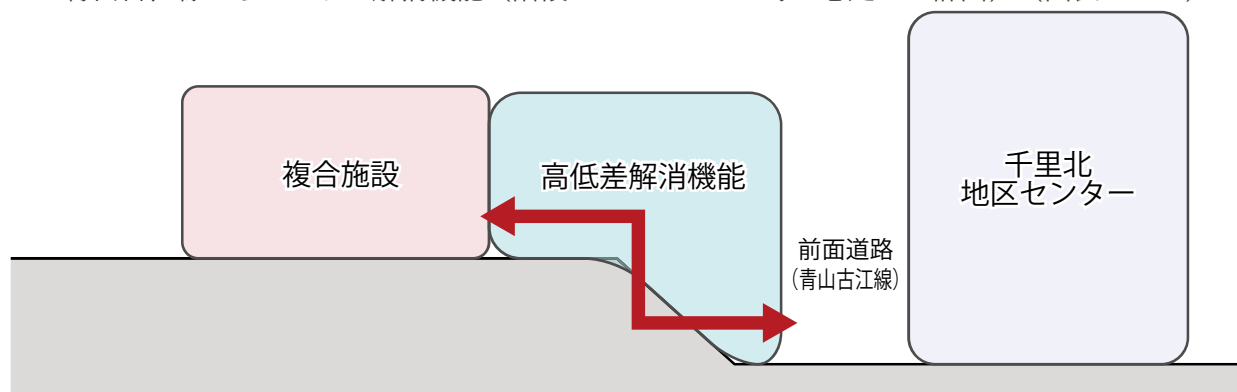 複合施設
高低差解消機能
千里北
地区センター
前面道路
（青山古江線）